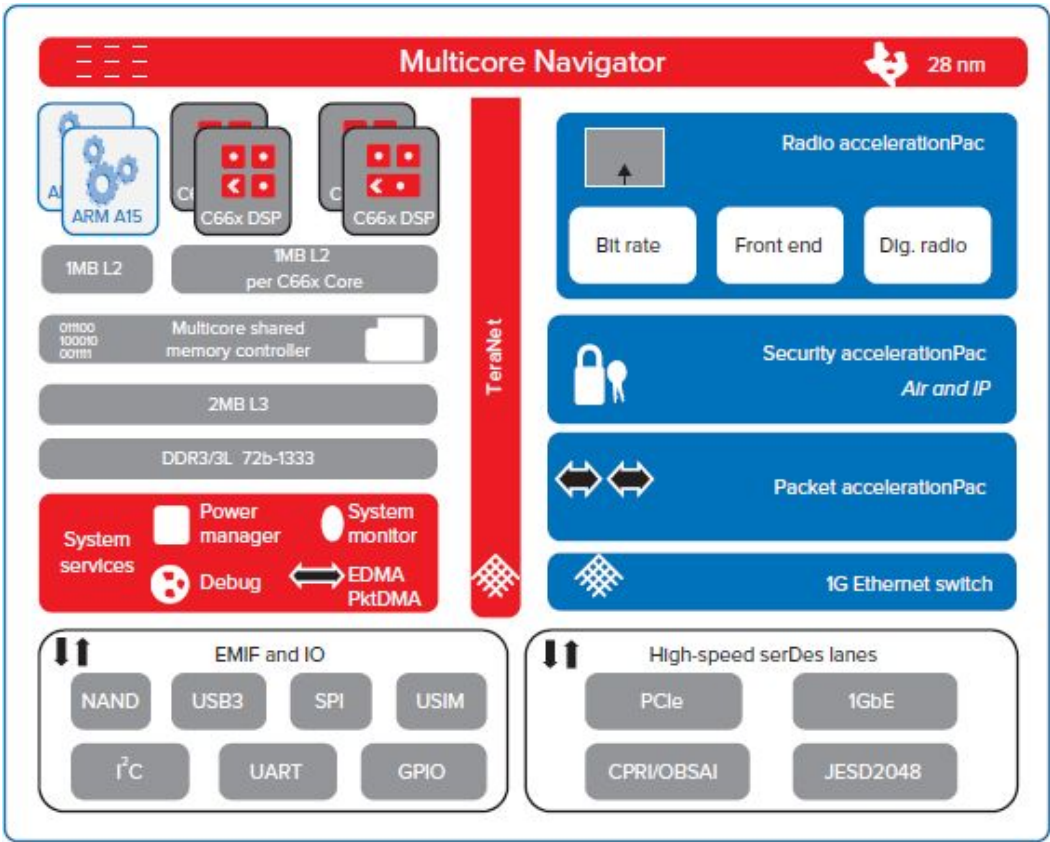 Multicore Navigator
28 nm
ARM A15
C66x DSP
C66x DSP
1MB L2
1MB L2
per C66x Core
011100
100010
001111
Multicore shared
memory controller
2MB L3
DDR3/3L 72b-1333
System
services
Power
manager
System
monitor
Debug
EDMA
PktDMA
TeraNet
Radio accelerationPac
Bit rate
Front end
Dig. radio
Security accelerationPac
Air and IP
Packet accelerationPac
1G Ethernet switch
EMIF and IO
NAND
USB3
SPI
USIM
I²C
UART
GPIO
High-speed serDes lanes
PCIe
1GbE
CPRI/OBSAI
JESD2048